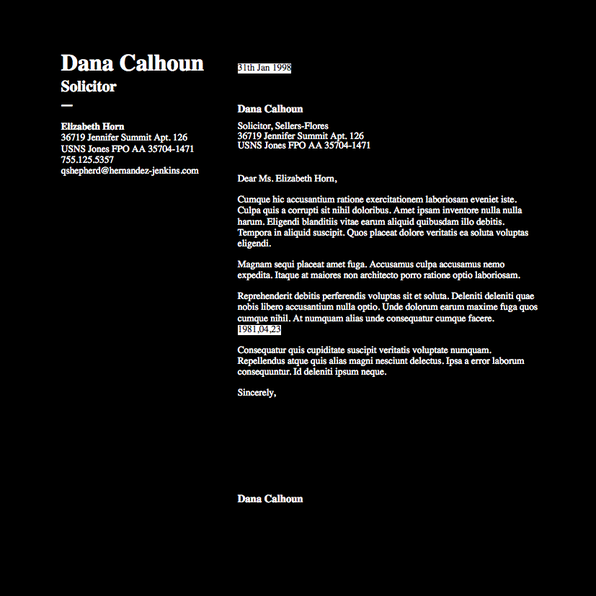 Dana Calhoun
Solicitor
—
Elizabeth Horn
36719 Jennifer Summit Apt. 126
USNS Jones FPO AA 35704-1471
755.125.5357
qshepherd@hernandez-jenkins.com
31th Jan 1998
Dana Calhoun
Solicitor, Sellers-Flores
36719 Jennifer Summit Apt. 126
USNS Jones FPO AA 35704-1471
Dear Ms. Elizabeth Horn,
Cumque hic accusantium ratione exercitationem laboriosam eveniet iste.
Culpa quis a corrupti sit nihil doloribus. Amet ipsam inventore nulla nulla
harum. Eligendi blanditiis vitae earum aliquid quibusdam illo debitis.
Tempora in aliquid suscipit. Quos placeat dolore veritatis ea soluta voluptas
eligendi.
Magnam sequi placeat amet fuga. Accusamus culpa accusamus nemo
expedita. Itaque at maiores non architecto porro ratione optio laboriosam.
Reprehenderit debitis perferendis voluptas sit et soluta. Deleniti deleniti quae
nobis libero accusantium nulla optio. Unde dolorum earum maxime fuga quos
cumque nihil. At numquam alias unde consequatur cumque facere.
1981,04,23
Consequatur quis cupiditate suscipit veritatis voluptate numquam.
Repellendus atque quis alias magni nesciunt delectus. Ipsa a error laborum
consequuntur. Id deleniti ipsum neque.
Sincerely,
Dana Calhoun